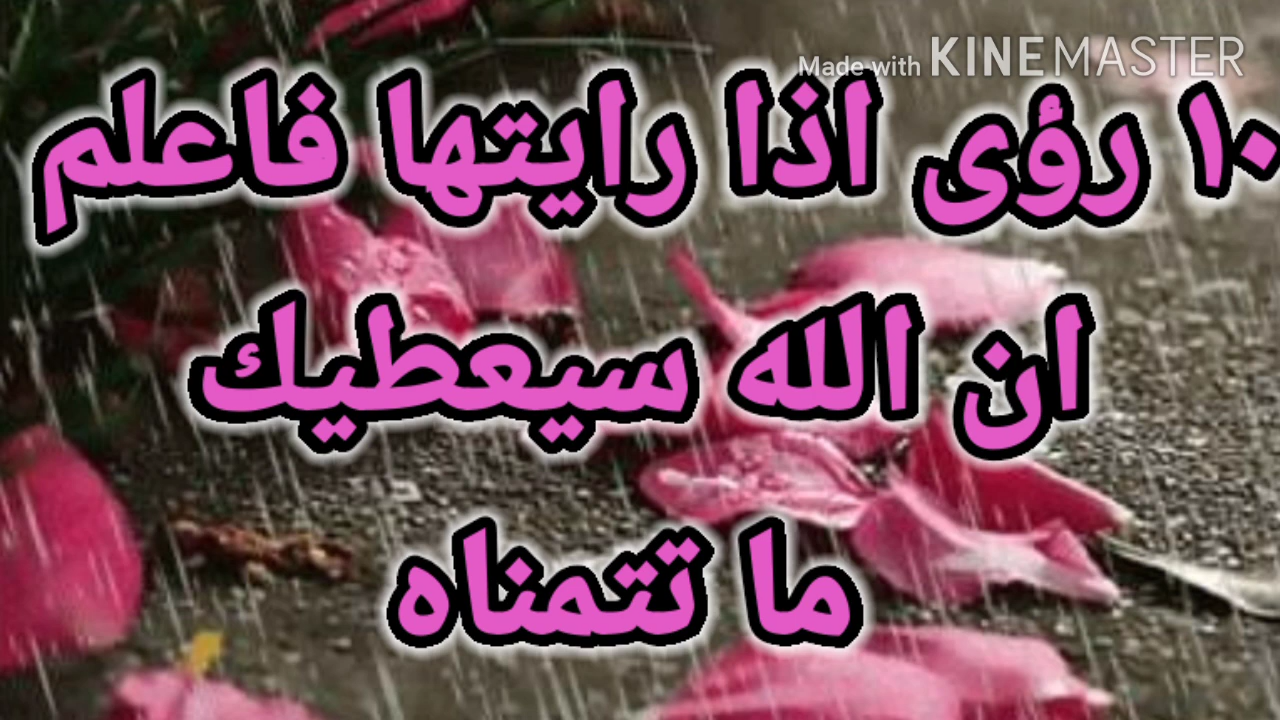 Made with KINEMASTER
١٠ رؤى اذا رايتها فاعلم
ان الله سيعطيك
ما تتمناه